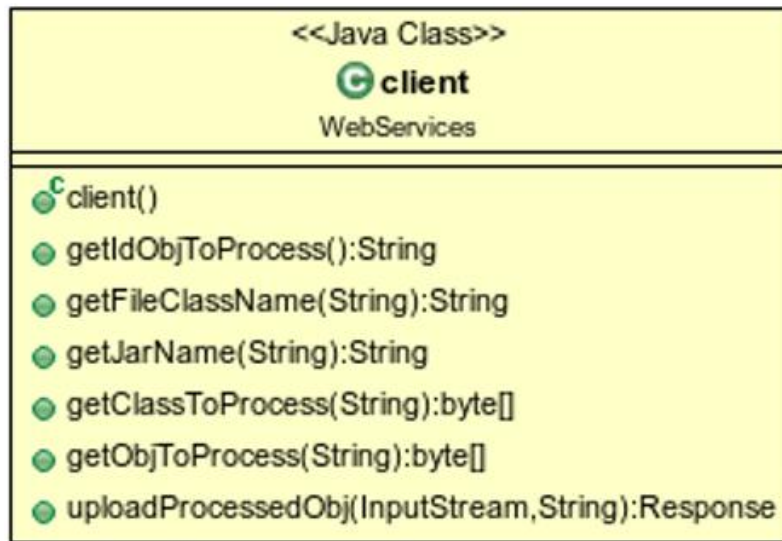 <<Java Class>>
C client
WebServices
c client()
getIdObjToProcess():String
getFileClassName(String):String
getJarName(String):String
getClassToProcess(String):byte[]
getObjToProcess(String):byte[]
uploadProcessedObj(InputStream,String):Response